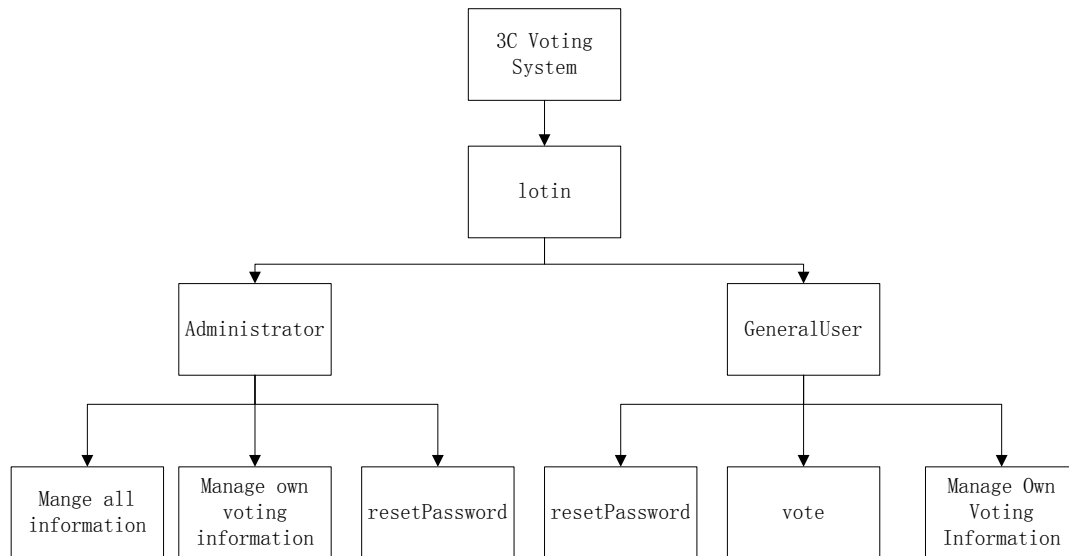 3C Voting
System
lotin
Administrator
GeneralUser
Mange all
information
Manage own
voting
information
resetPassword
resetPassword
vote
Manage Own
Voting
Information